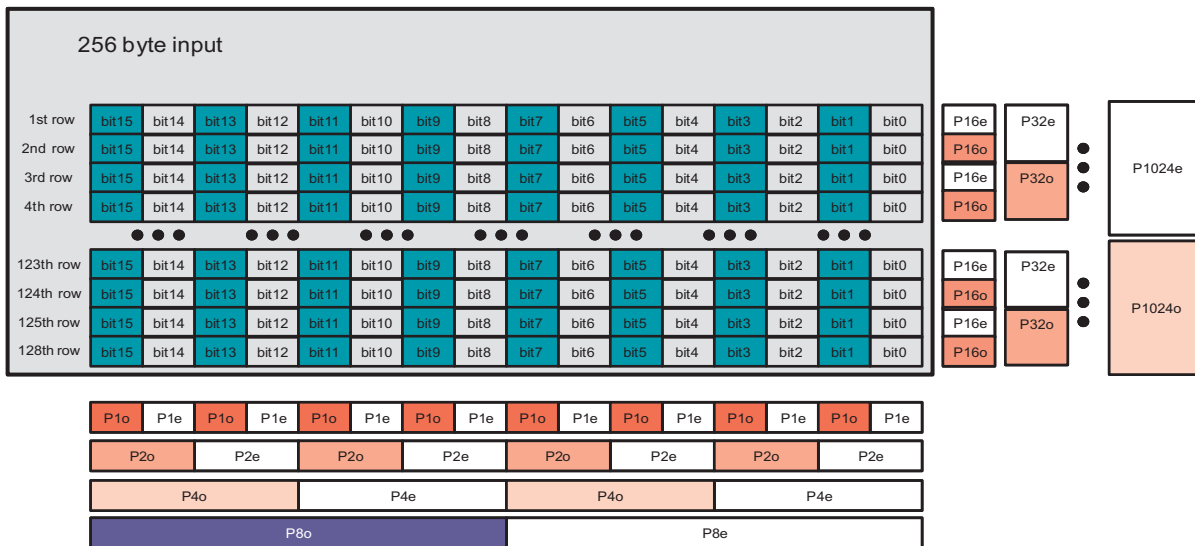 256 byte input
1st row bit15 bit14 bit13 bit12 bit11 bit10 bit9 bit8 bit7 bit6 bit5 bit4 bit3 bit2 bit1 bit0 P16e P32e
2nd row bit15 bit14 bit13 bit12 bit11 bit10 bit9 bit8 bit7 bit6 bit5 bit4 bit3 bit2 bit1 bit0 P16o
P1024e
3rd row bit15 bit14 bit13 bit12 bit11 bit10 bit9 bit8 bit7 bit6 bit5 bit4 bit3 bit2 bit1 bit0 P16e P32o
4th row bit15 bit14 bit13 bit12 bit11 bit10 bit9 bit8 bit7 bit6 bit5 bit4 bit3 bit2 bit1 bit0 P16o
123th row bit15 bit14 bit13 bit12 bit11 bit10 bit9 bit8 bit7 bit6 bit5 bit4 bit3 bit2 bit1 bit0 P16e P32e
124th row bit15 bit14 bit13 bit12 bit11 bit10 bit9 bit8 bit7 bit6 bit5 bit4 bit3 bit2 bit1 bit0 P16o
P1024o
125th row bit15 bit14 bit13 bit12 bit11 bit10 bit9 bit8 bit7 bit6 bit5 bit4 bit3 bit2 bit1 bit0 P16e P32o
128th row bit15 bit14 bit13 bit12 bit11 bit10 bit9 bit8 bit7 bit6 bit5 bit4 bit3 bit2 bit1 bit0 P16o
P1o P1e P1o P1e P1o P1e P1o P1e P1o P1e P1o P1e P1o P1e P1o P1e
P2o P2e P2o P2e P2o P2e P2o P2e
P4o P4e P4o P4e
P8o P8e